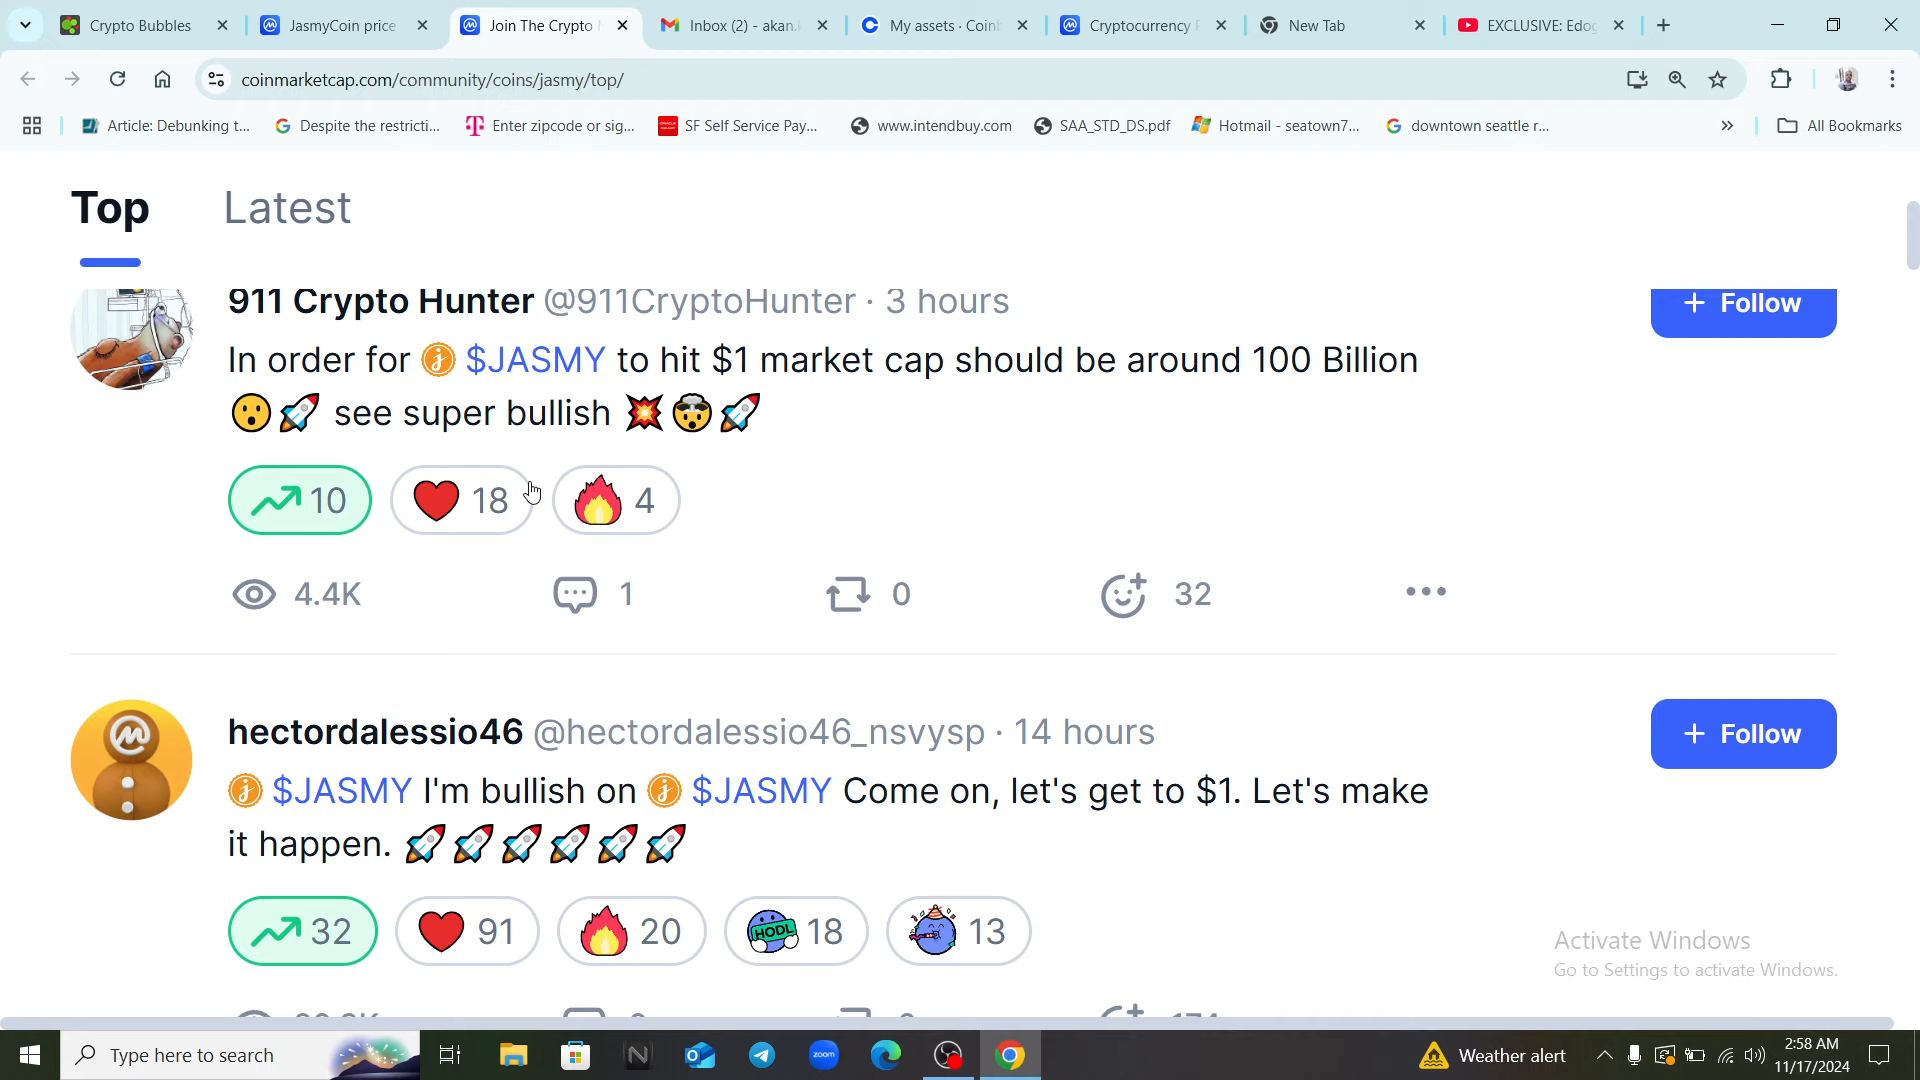 Crypto Bubbles
JasmyCoin price
Join The Crypto
Inbox (2) - akan.
My assets · Coin
Cryptocurrency
New Tab
EXCLUSIVE: Edog
coinmarketcap.com/community/coins/jasmy/top/
Article: Debunking t...
Despite the restricti...
Enter zipcode or sig...
SF Self Service Pay...
www.intendbuy.com
SAA_STD_DS.pdf
Hotmail - seatown7...
downtown seattle r...
All Bookmarks
Top
Latest
911 Crypto Hunter @911CryptoHunter · 3 hours
+ Follow
In order for $JASMY to hit $1 market cap should be around 100 Billion
😮🚀 see super bullish 💥🤯🚀
10
18
4
4.4K
1
0
32
hectordalessio46 @hectordalessio46_nsvysp · 14 hours
+ Follow
$JASMY I'm bullish on $JASMY Come on, let's get to $1. Let's make
it happen. 🚀🚀🚀🚀🚀🚀
32
91
20
HODL
18
13
Activate Windows
Go to Settings to activate Windows.
Type here to search
zoom
Weather alert
2:58 AM
11/17/2024